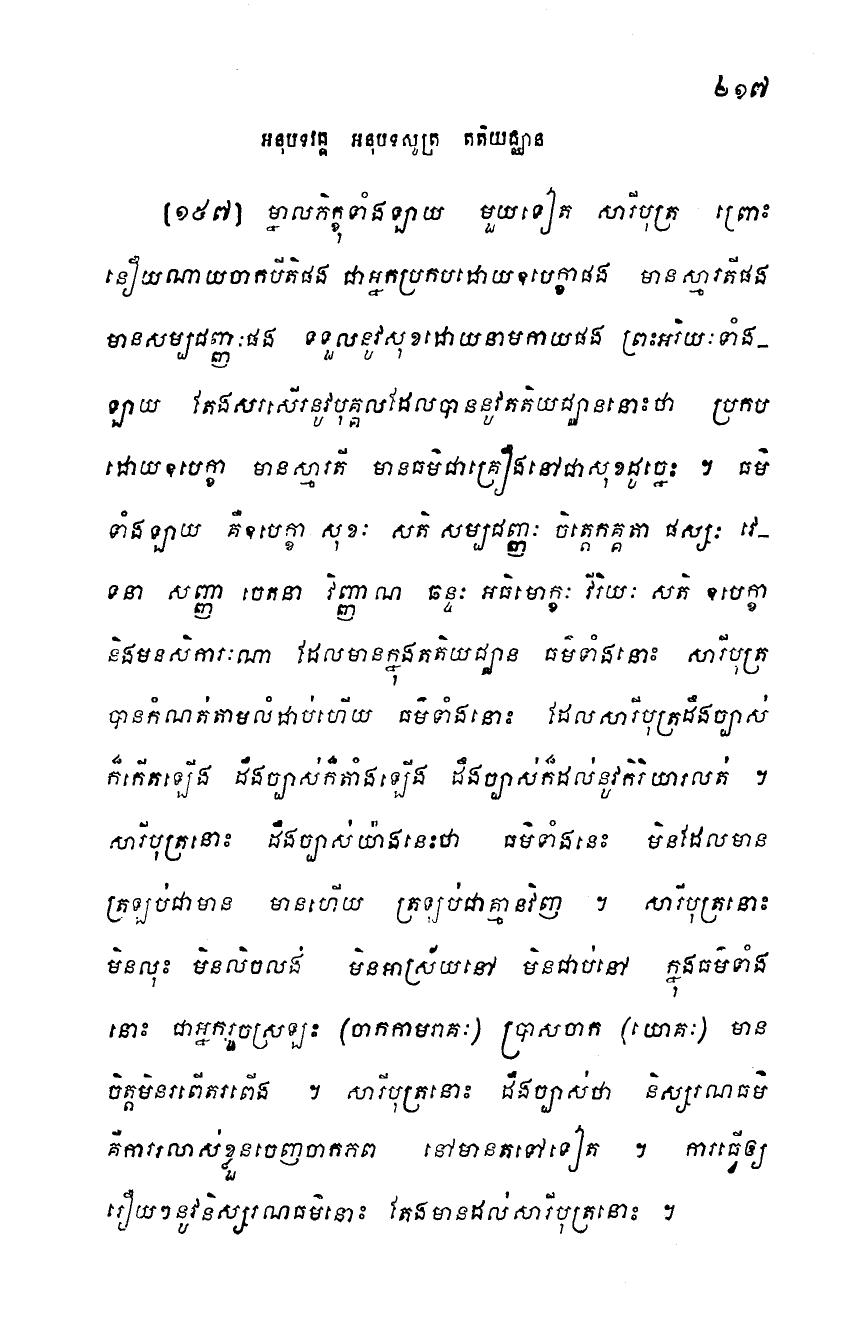 ២១៧
អនុបទវគ្គ អនុបទសូត្រ តតិយជ្ឈាន
[១៥៧] ម្នាលភិក្ខុទាំងឡាយ មួយទៀត សារីបុត្រ ព្រោះ
នឿយណាយចាកបីតិផង ជាអ្នកប្រកបដោយឧបេក្ខាផង មានស្មារតីផង
មានសម្បជញ្ញៈផង ទទួលនូវសុខដោយនាមកាយផង ព្រះអរិយៈទាំង–
ឡាយ តែងសរសើរនូវបុគ្គលដែលបាននូវតតិយជ្ឈាននោះថា ប្រកប
ដោយឧបេក្ខា មានស្មារតី មានធម៌ជាគ្រឿងនៅជាសុខដូច្នេះ ។ ធម៌
ទាំងឡាយ គឺឧបេក្ខា សុខៈ សតិ សម្បជញ្ញៈ ចិត្តេកគ្គតា ផស្សៈ វេ–
ទនា សញ្ញា ចេតនា វិញ្ញាណ ឆន្ទៈ អធិមោក្ខៈ វីរិយៈ សតិ ឧបេក្ខា
និងមនសិការៈណា ដែលមានក្នុងតតិយជ្ឈាន ធម៌ទាំងនោះ សារីបុត្រ
បានកំណត់តាមលំដាប់ហើយ ធម៌ទាំងនោះ ដែលសារីបុត្រដឹងច្បាស់
ក៏កើតឡើង ដឹងច្បាស់ក៏តាំងឡើង ដឹងច្បាស់ក៏ដល់នូវកិរិយារលត់ ។
សារីបុត្រនោះ ដឹងច្បាស់យ៉ាងនេះថា ធម៌ទាំងនេះ មិនដែលមាន
ត្រឡប់ជាមាន មានហើយ ត្រឡប់ជាគ្មានវិញ ។ សារីបុត្រនោះ
មិនលុះ មិនលិចលង់ មិនអាស្រ័យនៅ មិនជាប់នៅ ក្នុងធម៌ទាំង
នោះ ជាអ្នករួចស្រឡះ (ចាកកាមរាគៈ) ប្រាសចាក (យោគៈ) មាន
ចិត្តមិនរពើតរពើង ។ សារីបុត្រនោះ ដឹងច្បាស់ថា និស្សរណធម៌
គឺការរលាស់ខ្លួនចេញចាកភព នៅមានតទៅទៀត ។ ការធ្វើឲ្យ
រឿយៗនូវនិស្សរណធម៌នោះ តែងមានដល់សារីបុត្រនោះ ។